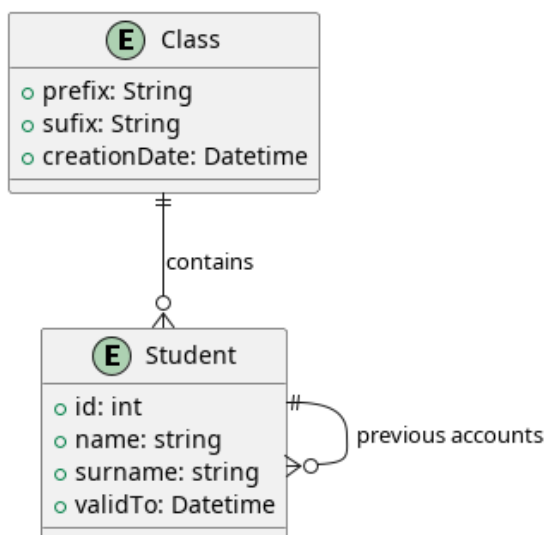 E Class
prefix: String
sufix: String
creationDate: Datetime
contains
E Student
id: int
name: string
surname: string
validTo: Datetime
previous accounts